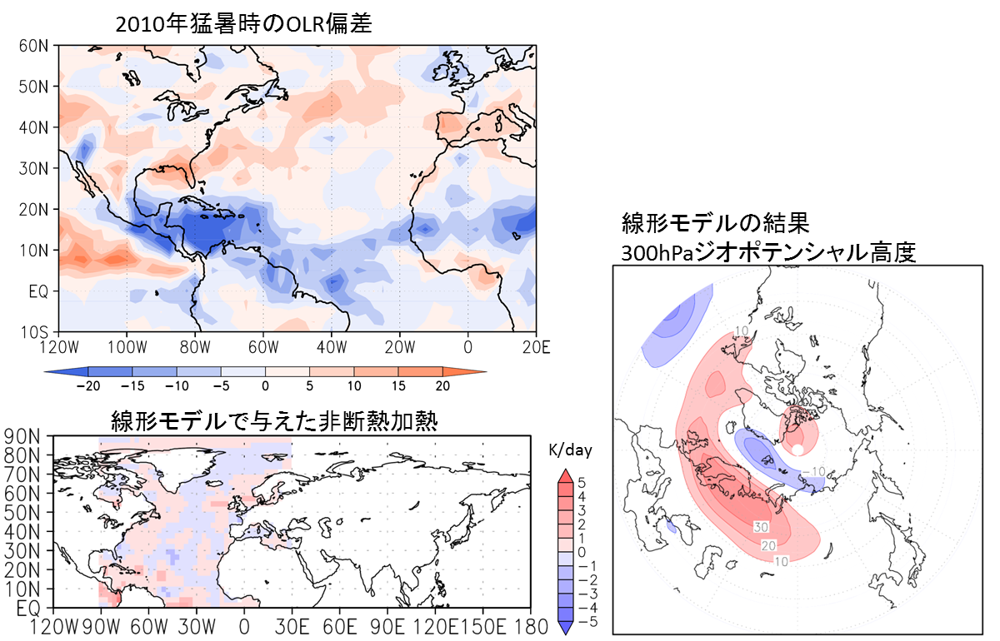 2010年猛暑時のOLR偏差
60N
50N
40N
30N
20N
10N
EQ
10S
120W 100W 80W 60W 40W 20W 0 20E
−20 −15 −10 −5 0 5 10 15 20
線形モデルで与えた非断熱加熱
90N
80N
70N
60N
50N
40N
30N
20N
10N
EQ
120W 90W 60W 30W 0 30E 60E 90E 120E 150E 180
K/day
5
4
3
2
1
0
−1
−2
−3
−4
−5
線形モデルの結果
300hPaジオポテンシャル高度
10
−10
30
20
10